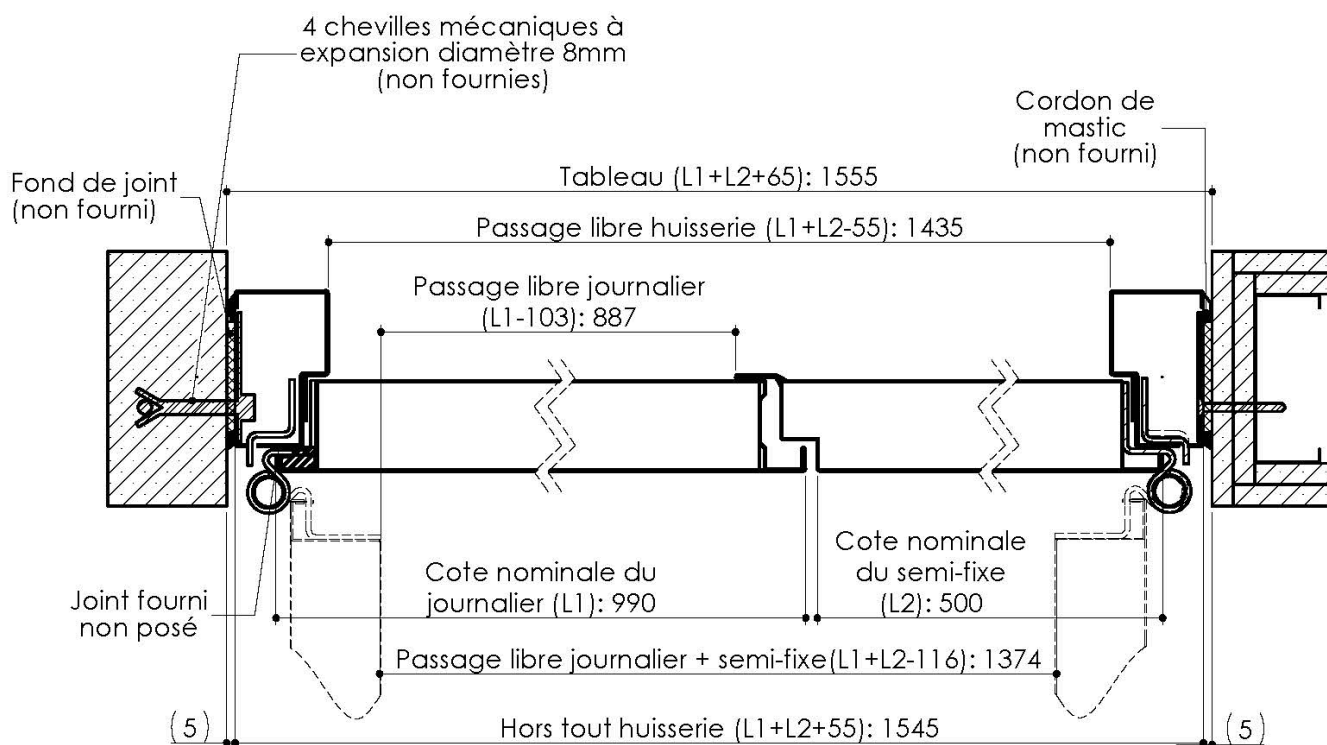 4 chevilles mécaniques à
expansion diamètre 8mm
(non fournies)
Cordon de
mastic
(non fourni)
Fond de joint
(non fourni)
Tableau (L1+L2+65): 1555
Passage libre huisserie (L1+L2-55): 1435
Passage libre journalier
(L1-103): 887
Cote nominale du
journalier (L1): 990
Cote nominale
du semi-fixe
(L2): 500
Joint fourni
non posé
Passage libre journalier + semi-fixe(L1+L2-116): 1374
(5)
Hors tout huisserie (L1+L2+55): 1545
(5)